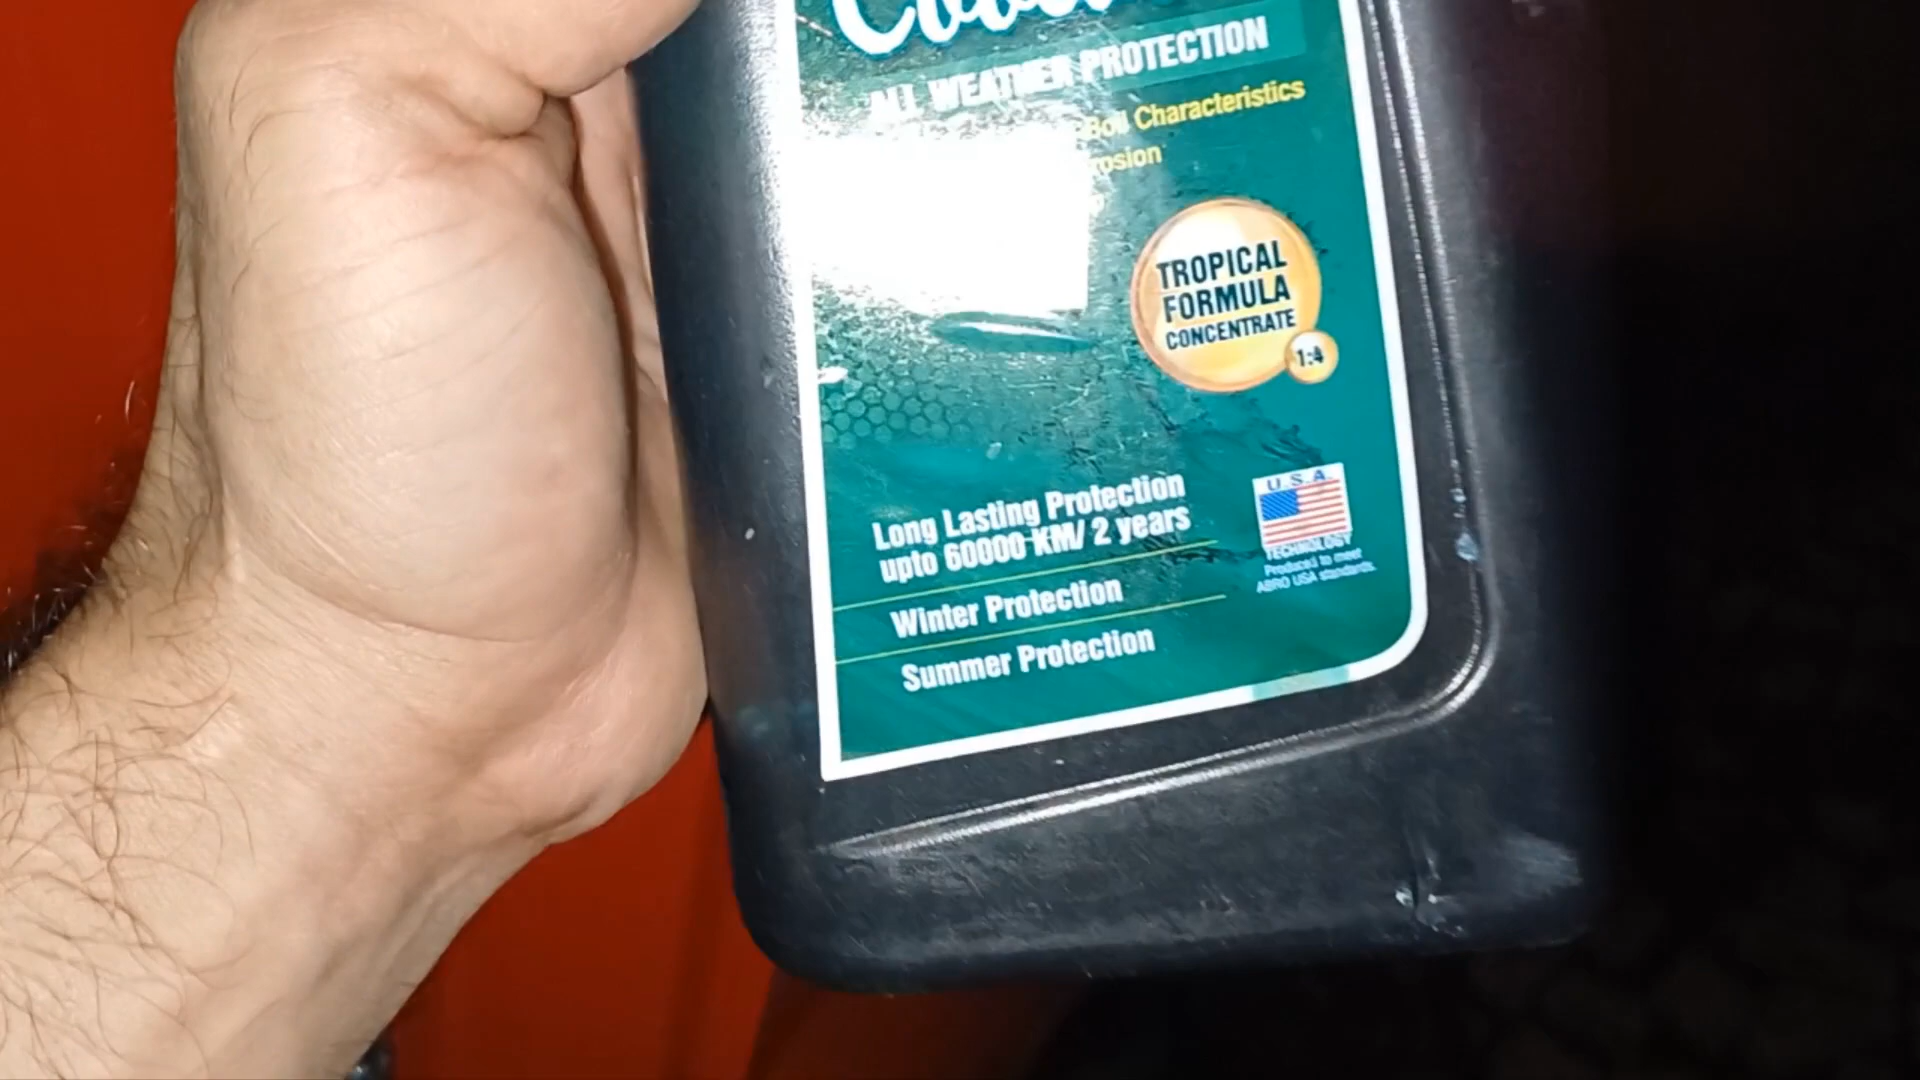 ALL WEATHER PROTECTION
Boil Characteristics
rosion
TROPICAL
FORMULA
CONCENTRATE
1:4
Long Lasting Protection
upto 60000 KM/ 2 years
Winter Protection
Summer Protection
U.S.A.
TECHNOLOGY
Produced to meet
ABRO USA standards.